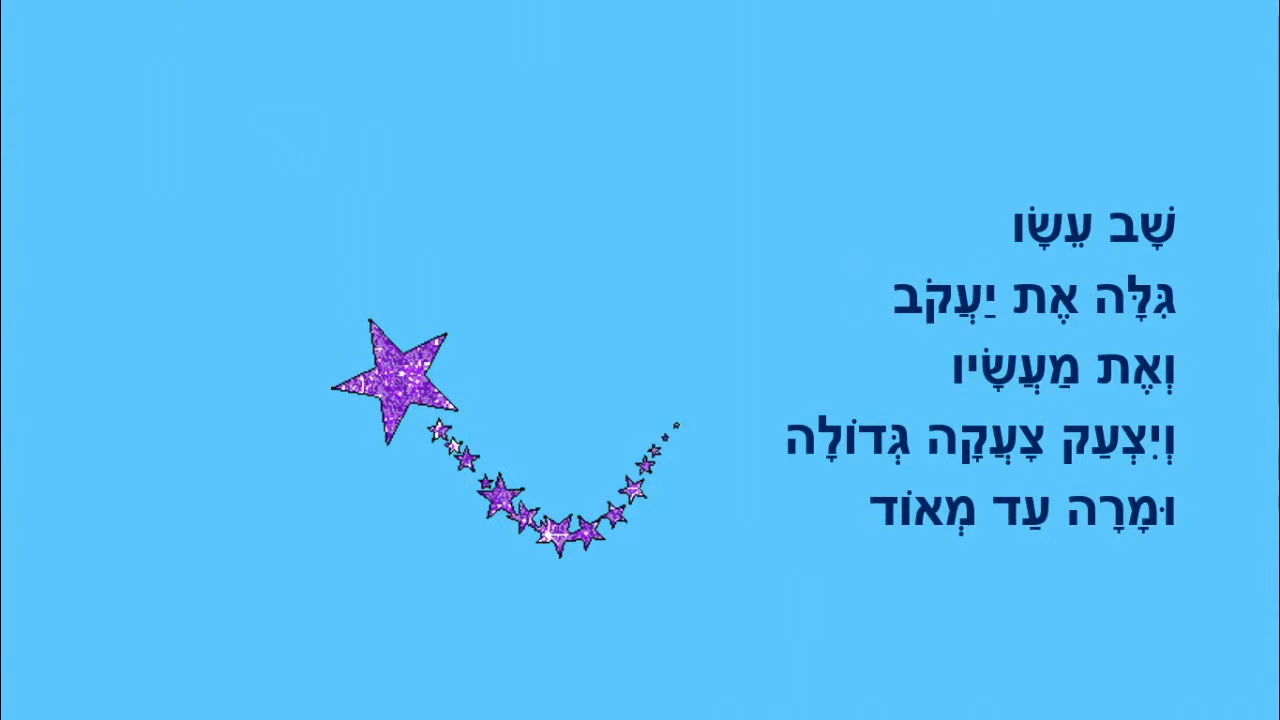 שָׁב עֵשָׂו
גִּלָּה אֶת יַעֲקֹב
וְאֶת מַעֲשָׂיו
וְיִצְעַק צָעֲקָה גְּדוֹלָה
וּמָרָה עַד מְאוֹד